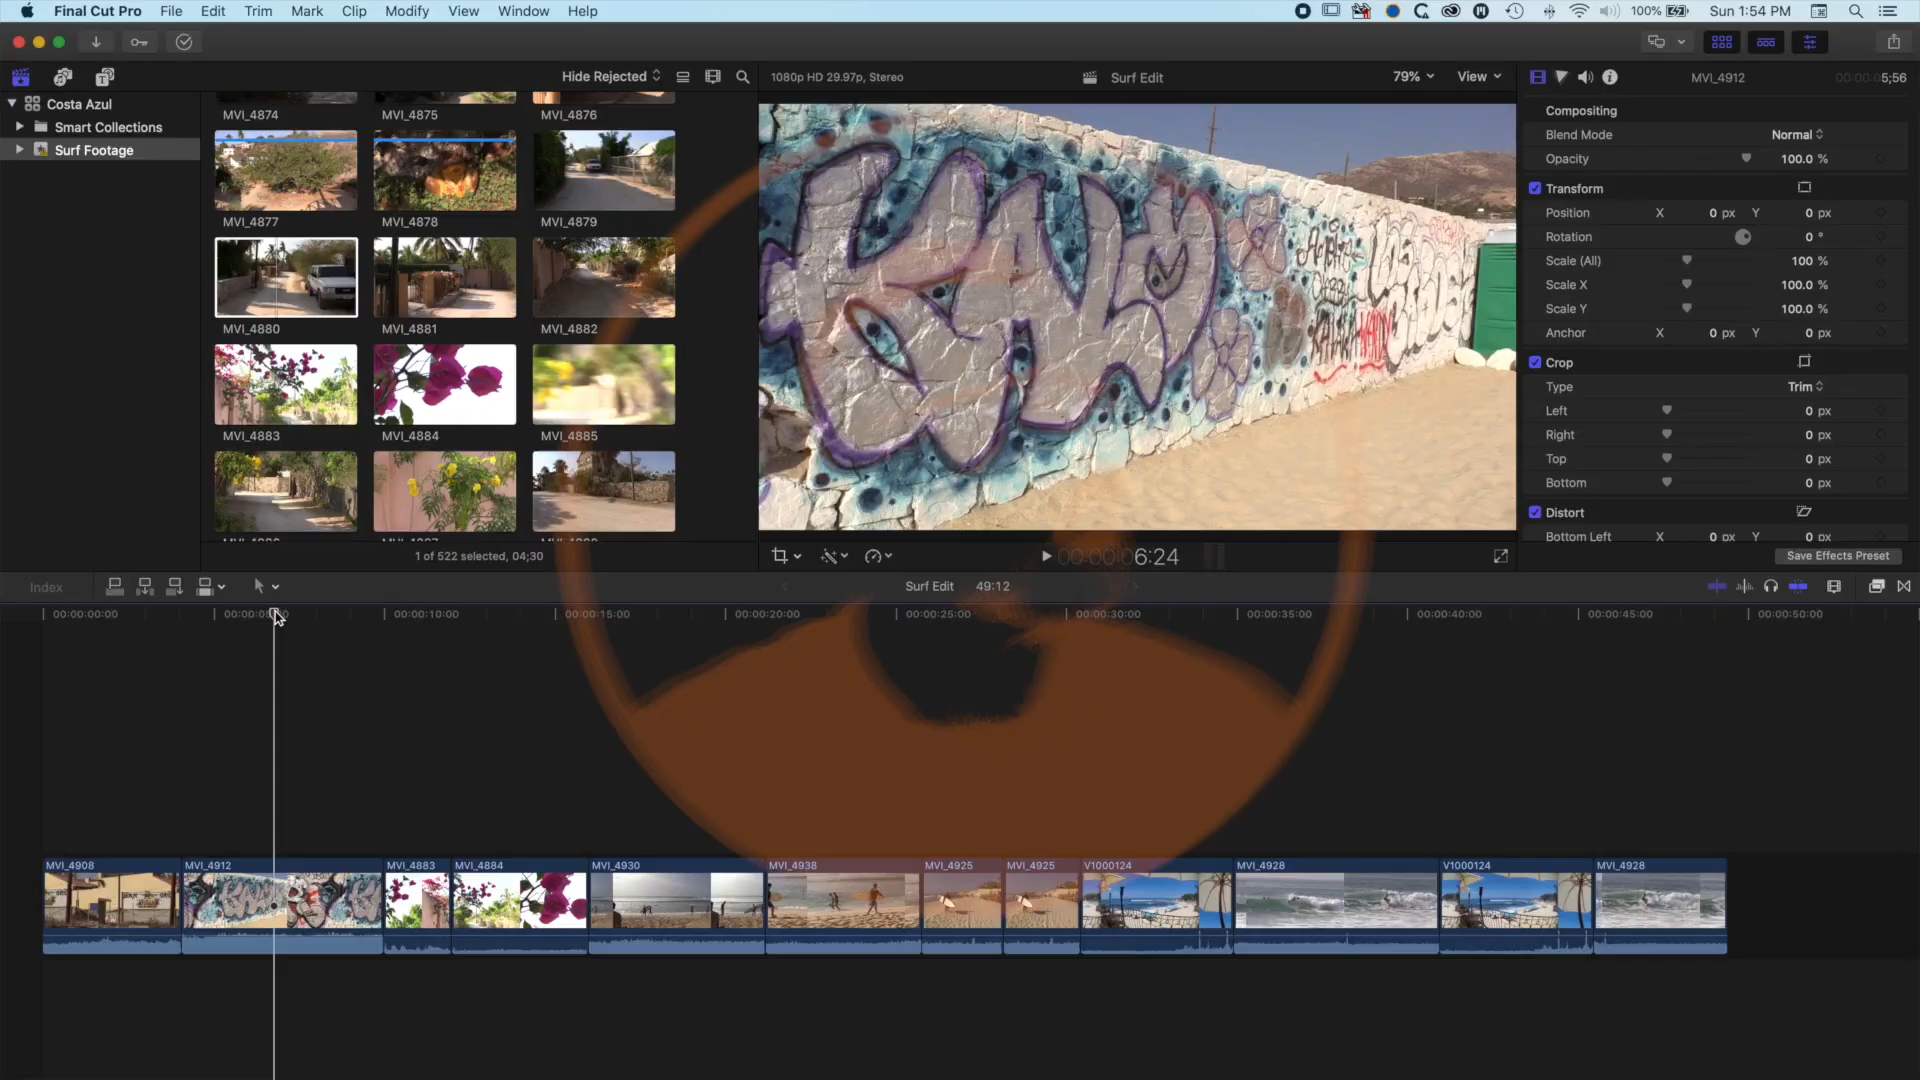 Final Cut Pro File Edit Trim Mark Clip Modify View Window Help 100% Sun 1:54 PM
Hide Rejected 1080p HD 29.97p, Stereo Surf Edit 79% View MVI_4912 00:00:05;56
Costa Azul
Smart Collections
Surf Footage
MVI_4874 MVI_4875 MVI_4876
MVI_4877 MVI_4878 MVI_4879
MVI_4880 MVI_4881 MVI_4882
MVI_4883 MVI_4884 MVI_4885
1 of 522 selected, 04;30
00:00:06:24
Compositing
Blend Mode Normal
Opacity 100.0 %
Transform
Position X 0 px Y 0 px
Rotation 0 °
Scale (All) 100 %
Scale X 100.0 %
Scale Y 100.0 %
Anchor X 0 px Y 0 px
Crop
Type Trim
Left 0 px
Right 0 px
Top 0 px
Bottom 0 px
Distort
Bottom Left X 0 px Y 0 px
Save Effects Preset
Index Surf Edit 49:12
00:00:00:00 00:00:10:00 00:00:15:00 00:00:20:00 00:00:25:00 00:00:30:00 00:00:35:00 00:00:40:00 00:00:45:00 00:00:50:00
MVI_4908 MVI_4912 MVI_4883 MVI_4884 MVI_4930 MVI_4938 MVI_4925 MVI_4925 V1000124 MVI_4928 V1000124 MVI_4928